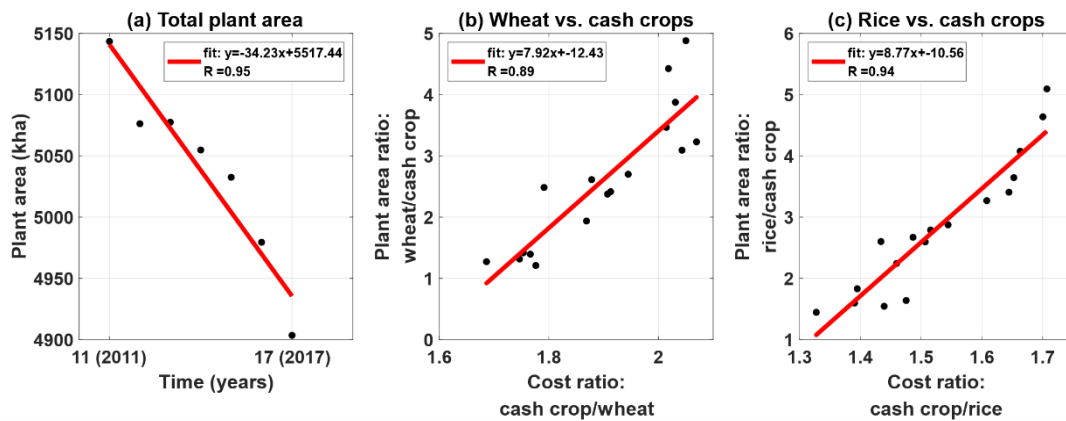 (a) Total plant area
fit: y=-34.23x+5517.44
R =0.95
Plant area (kha)
5150
5100
5050
5000
4950
4900
11 (2011)
17 (2017)
Time (years)
(b) Wheat vs. cash crops
fit: y=7.92x+-12.43
R =0.89
Plant area ratio:
wheat/cash crop
5
4
3
2
1
0
1.6
1.8
2
Cost ratio:
cash crop/wheat
(c) Rice vs. cash crops
fit: y=8.77x+-10.56
R =0.94
Plant area ratio:
rice/cash crop
6
5
4
3
2
1
1.3
1.4
1.5
1.6
1.7
Cost ratio:
cash crop/rice